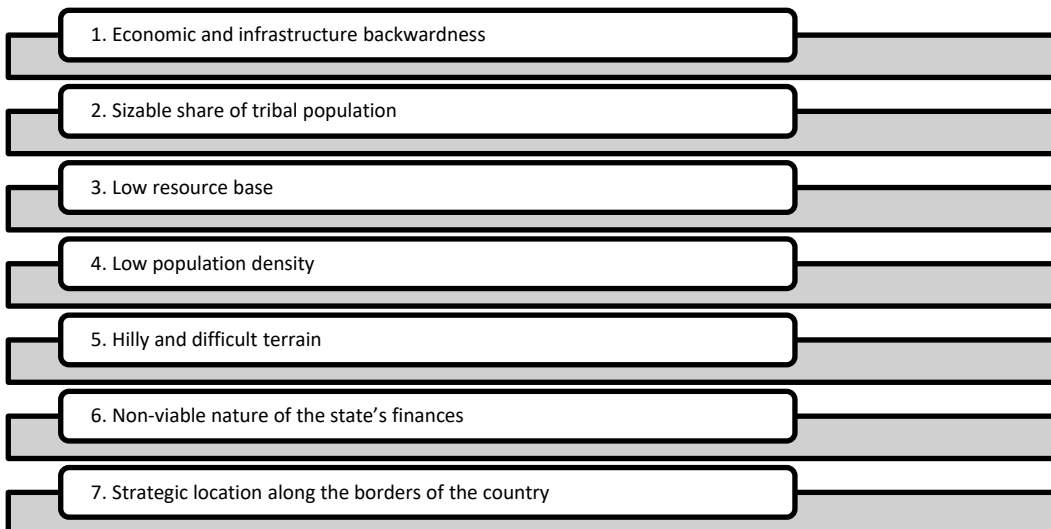 1. Economic and infrastructure backwardness
2. Sizable share of tribal population
3. Low resource base
4. Low population density
5. Hilly and difficult terrain
6. Non-viable nature of the state’s finances
7. Strategic location along the borders of the country